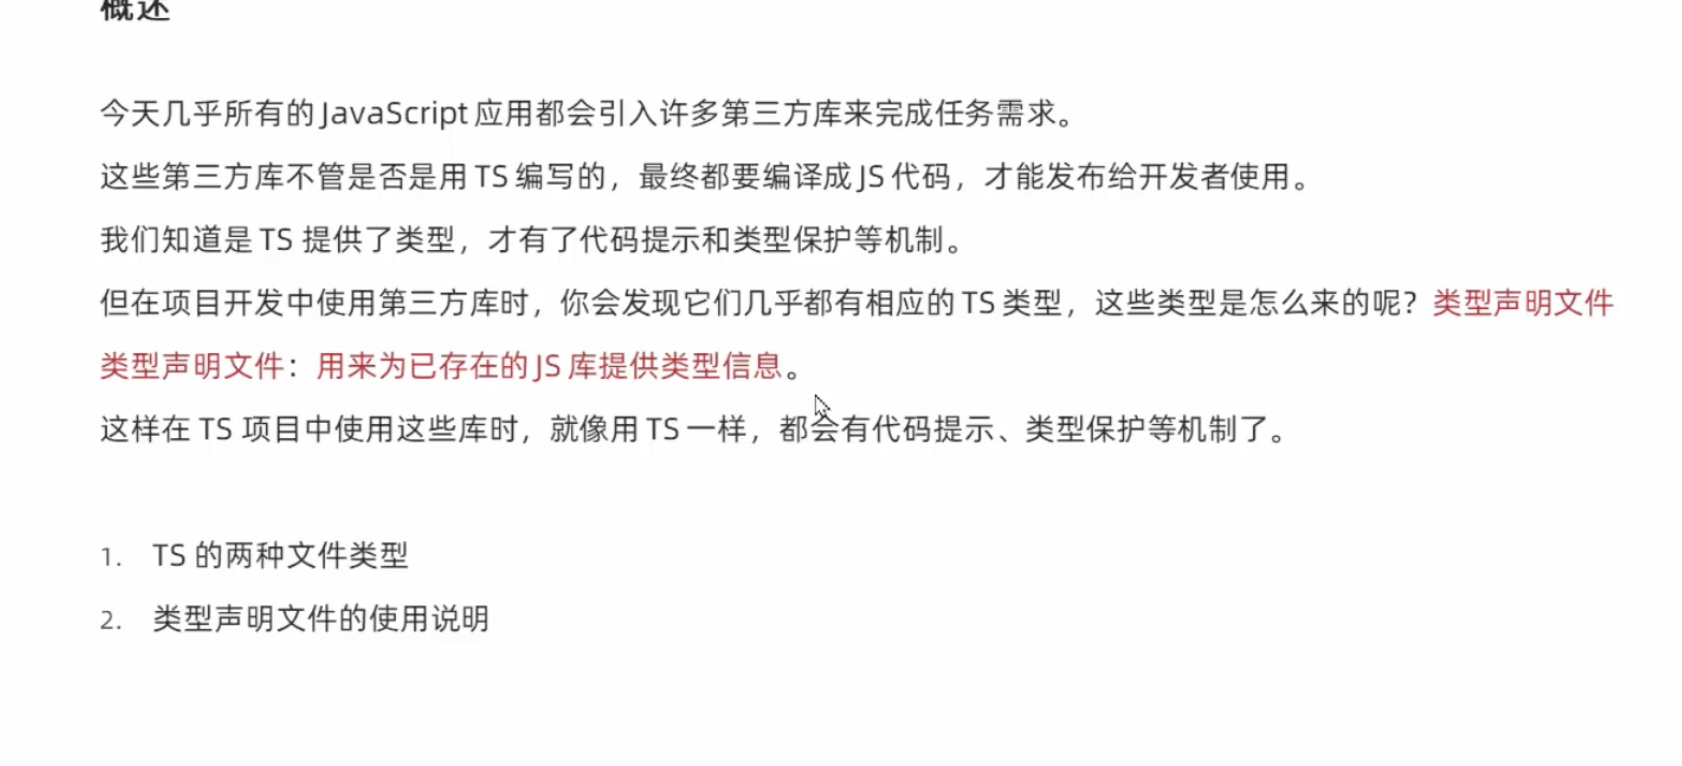 概述
今天几乎所有的 JavaScript 应用都会引入许多第三方库来完成任务需求。
这些第三方库不管是否是用 TS 编写的，最终都要编译成 JS 代码，才能发布给开发者使用。
我们知道是 TS 提供了类型，才有了代码提示和类型保护等机制。
但在项目开发中使用第三方库时，你会发现它们几乎都有相应的 TS 类型，这些类型是怎么来的呢？类型声明文件
类型声明文件：用来为已存在的 JS 库提供类型信息。
这样在 TS 项目中使用这些库时，就像用 TS 一样，都会有代码提示、类型保护等机制了。
1. TS 的两种文件类型
2. 类型声明文件的使用说明